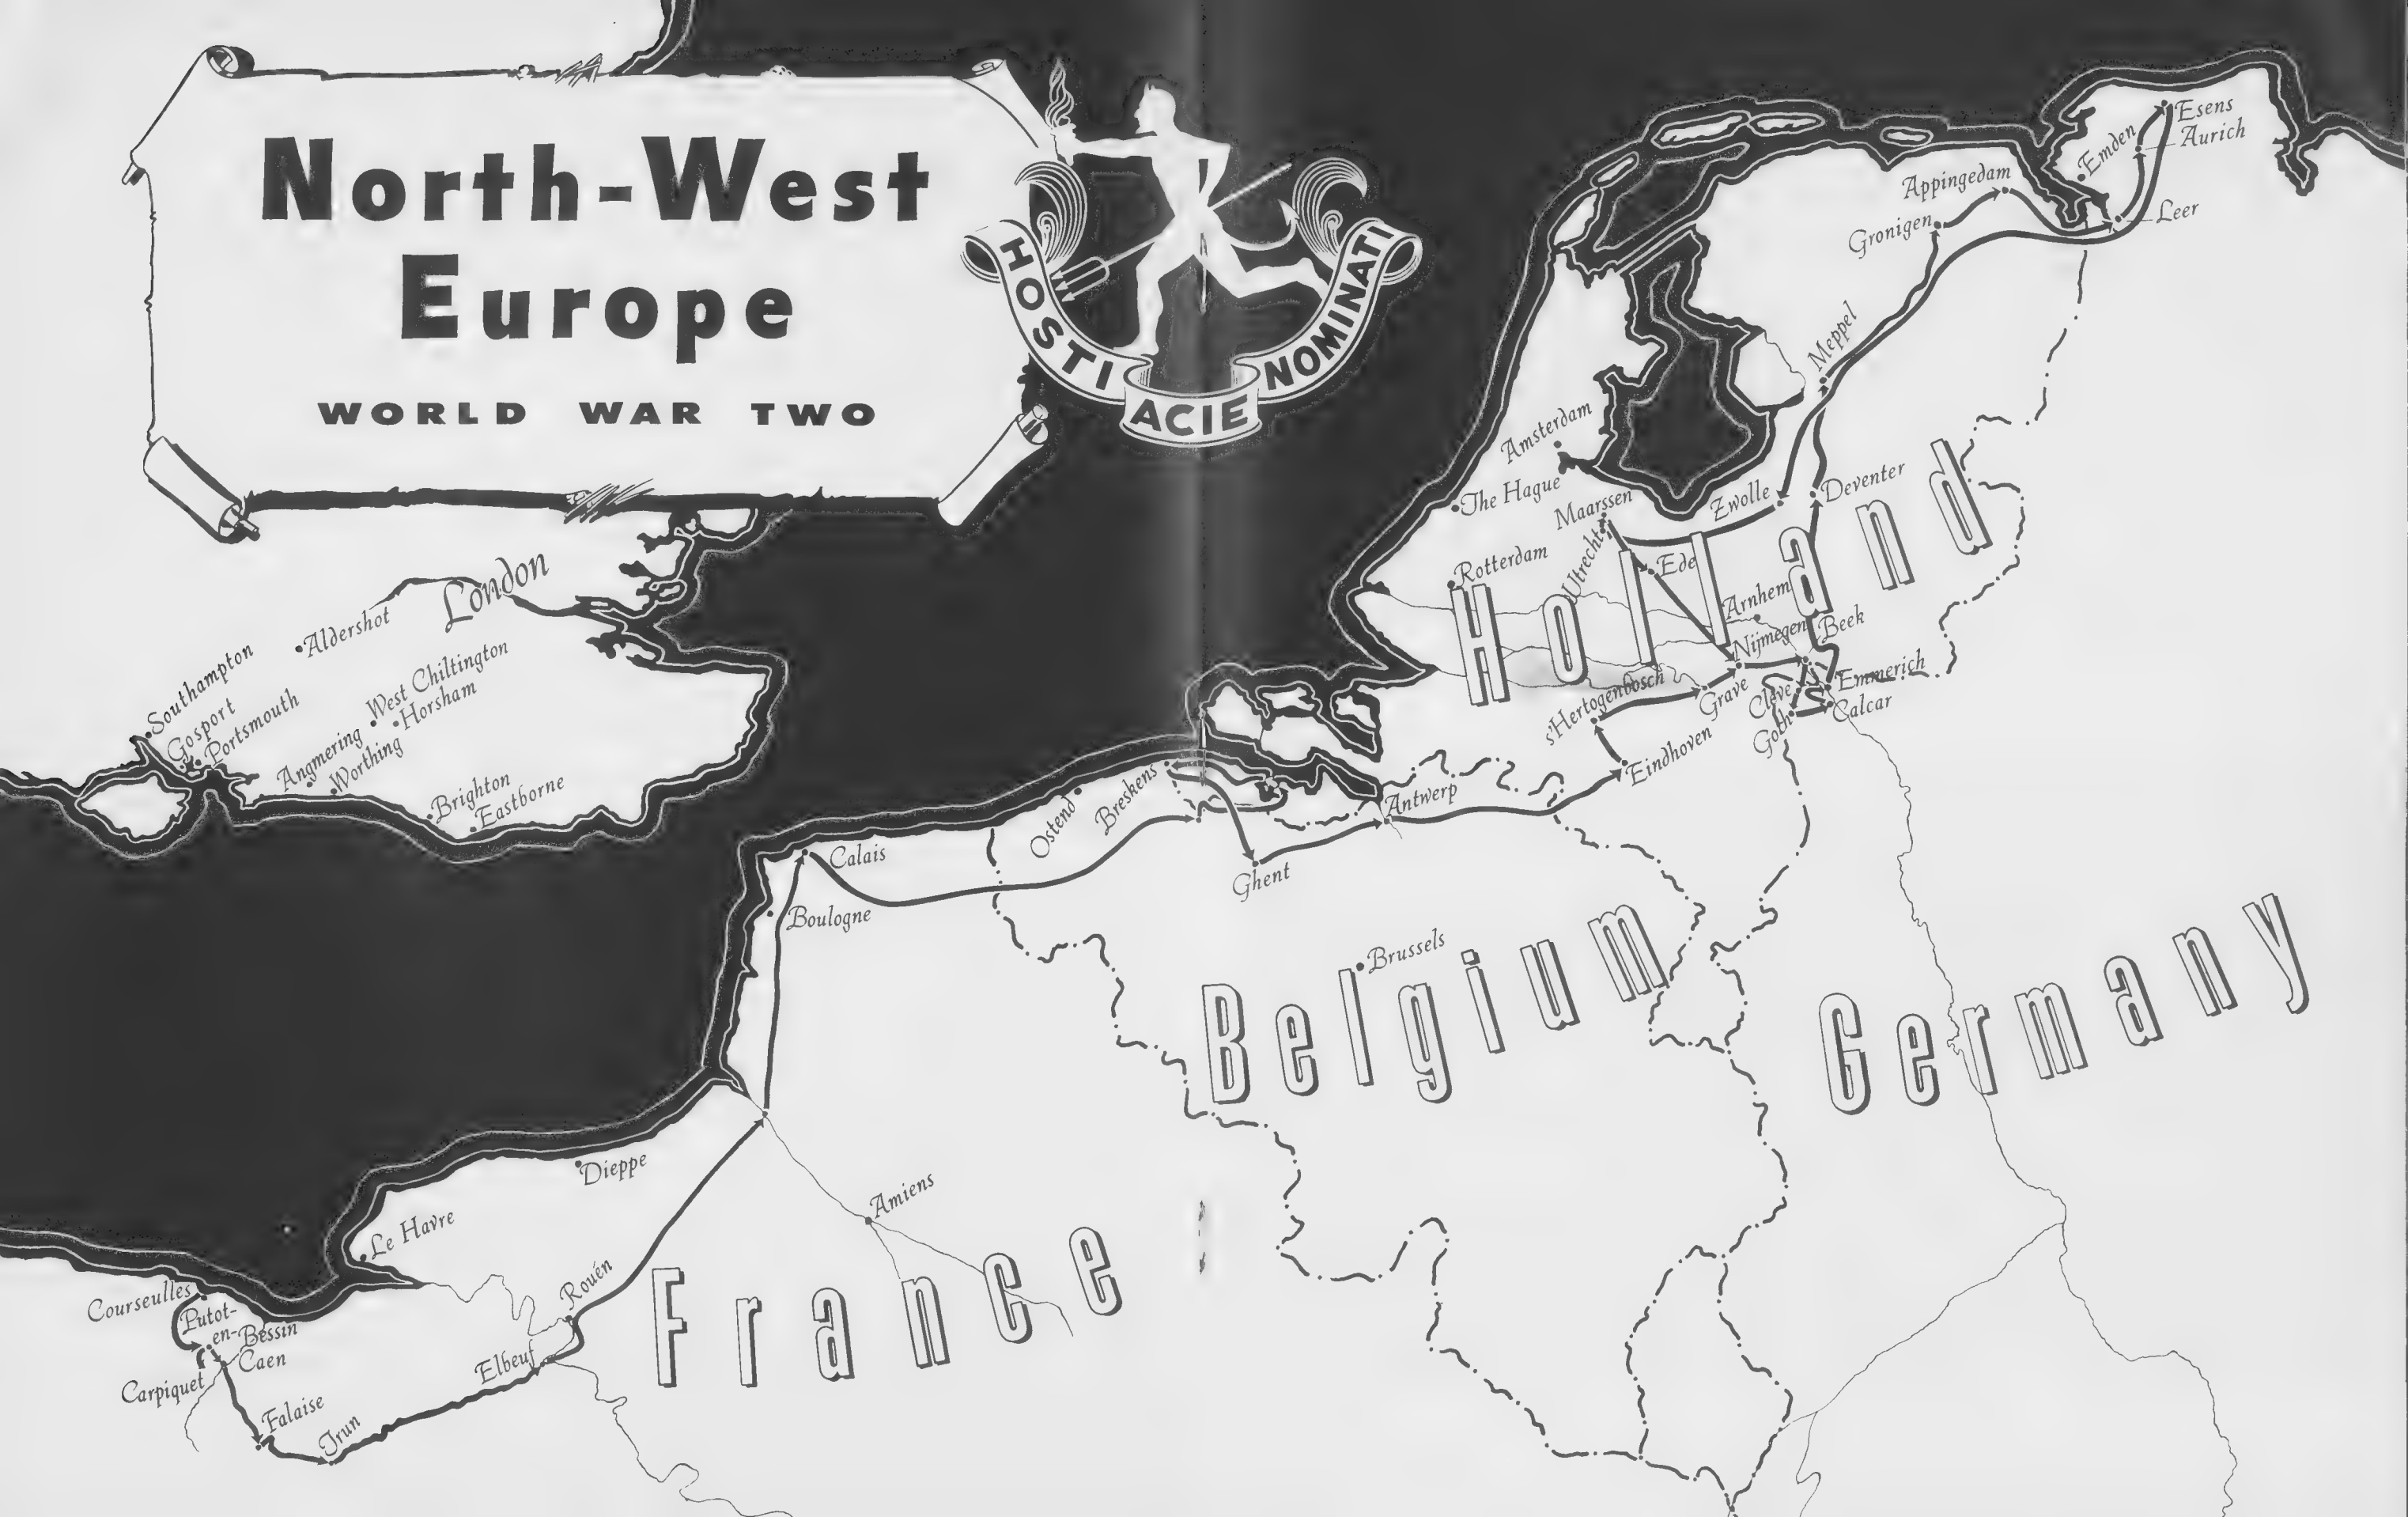 North-West
Europe
WORLD WAR TWO
HOSTI ACIE NOMINATI
Esens
Aurich
Emden
Leer
Appingedam
Gronigen
Meppel
Amsterdam
The Hague
Maarssen
Zwolle
Deventer
Utrecht
Rotterdam
Ede
Holland
Arnhem
Nijmegen
Beek
Emmerich
s'Hertogenbosch
Grave
Cleve
Calcar
Goth
Eindhoven
London
Aldershot
Southampton
Gosport
Portsmouth
West Chiltington
Horsham
Angmering
Worthing
Brighton
Eastborne
Ostend
Breskens
Antwerp
Ghent
Calais
Boulogne
Brussels
Belgium
Germany
Dieppe
Amiens
Le Havre
France
Rouén
Courseulles
Putot-
en-Bessin
Caen
Carpiquet
Elbeuf
Falaise
Trun